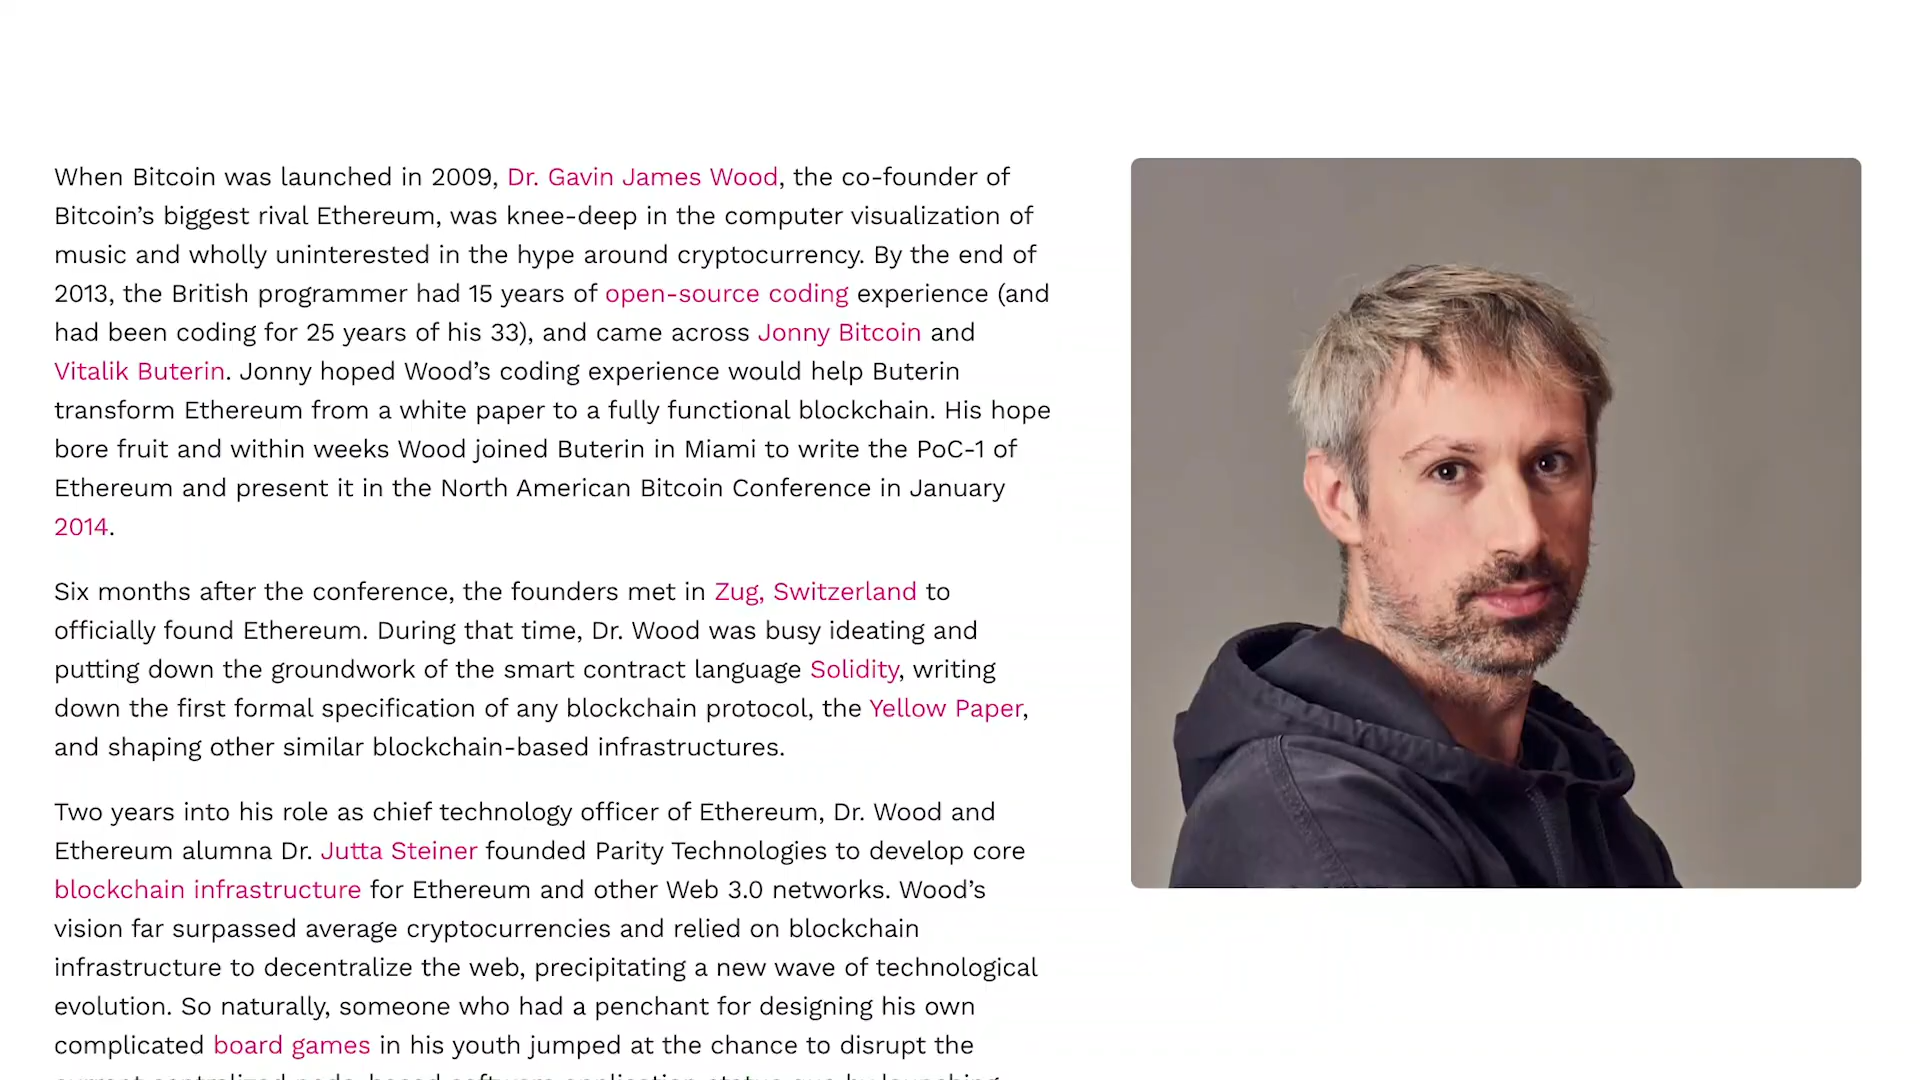 When Bitcoin was launched in 2009, Dr. Gavin James Wood, the co-founder of
Bitcoin’s biggest rival Ethereum, was knee-deep in the computer visualization of
music and wholly uninterested in the hype around cryptocurrency. By the end of
2013, the British programmer had 15 years of open-source coding experience (and
had been coding for 25 years of his 33), and came across Jonny Bitcoin and
Vitalik Buterin. Jonny hoped Wood’s coding experience would help Buterin
transform Ethereum from a white paper to a fully functional blockchain. His hope
bore fruit and within weeks Wood joined Buterin in Miami to write the PoC-1 of
Ethereum and present it in the North American Bitcoin Conference in January
2014.
Six months after the conference, the founders met in Zug, Switzerland to
officially found Ethereum. During that time, Dr. Wood was busy ideating and
putting down the groundwork of the smart contract language Solidity, writing
down the first formal specification of any blockchain protocol, the Yellow Paper,
and shaping other similar blockchain-based infrastructures.
Two years into his role as chief technology officer of Ethereum, Dr. Wood and
Ethereum alumna Dr. Jutta Steiner founded Parity Technologies to develop core
blockchain infrastructure for Ethereum and other Web 3.0 networks. Wood’s
vision far surpassed average cryptocurrencies and relied on blockchain
infrastructure to decentralize the web, precipitating a new wave of technological
evolution. So naturally, someone who had a penchant for designing his own
complicated board games in his youth jumped at the chance to disrupt the